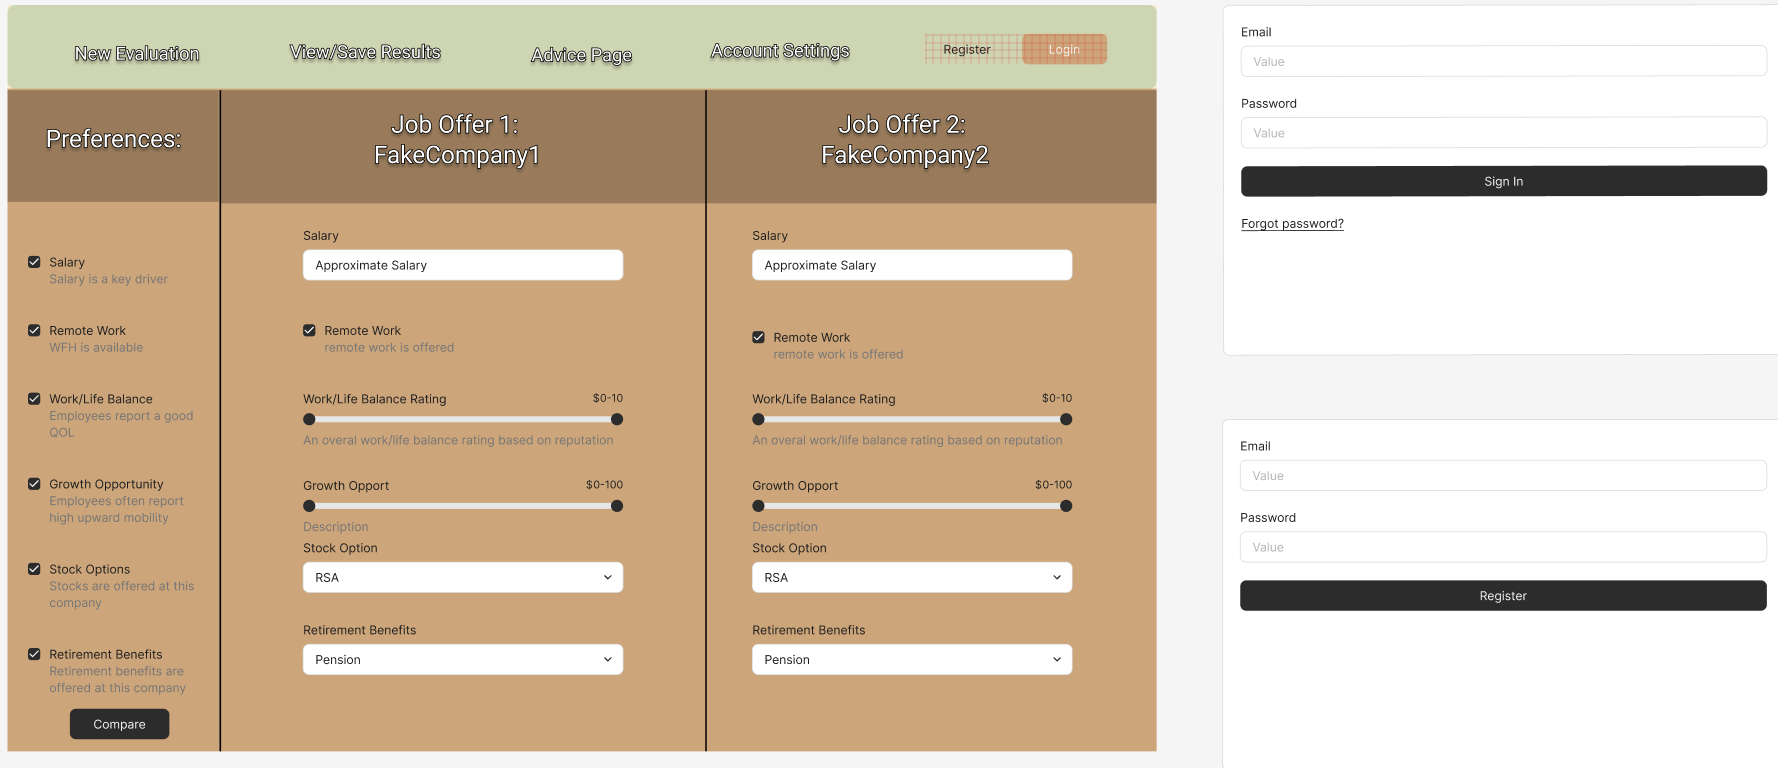 New Evaluation
View/Save Results
Advice Page
Account Settings
Register
Login
Preferences:
Salary
Salary is a key driver
Remote Work
WFH is available
Work/Life Balance
Employees report a good
QOL
Growth Opportunity
Employees often report
high upward mobility
Stock Options
Stocks are offered at this
company
Retirement Benefits
Retirement benefits are
offered at this company
Compare
Job Offer 1:
FakeCompany1
Salary
Approximate Salary
Remote Work
remote work is offered
Work/Life Balance Rating
$0-10
An overal work/life balance rating based on reputation
Growth Opport
$0-100
Description
Stock Option
RSA
Retirement Benefits
Pension
Job Offer 2:
FakeCompany2
Salary
Approximate Salary
Remote Work
remote work is offered
Work/Life Balance Rating
$0-10
An overal work/life balance rating based on reputation
Growth Opport
$0-100
Description
Stock Option
RSA
Retirement Benefits
Pension
Email
Value
Password
Value
Sign In
Forgot password?
Email
Value
Password
Value
Register